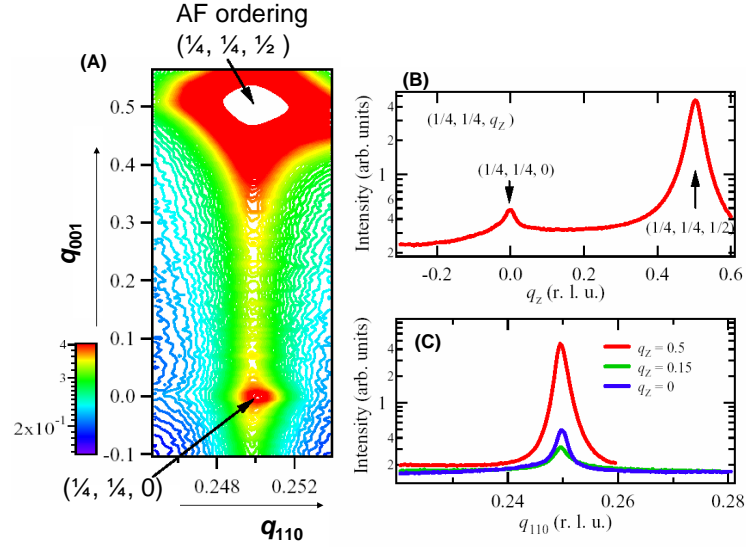 AF ordering
(¼, ¼, ½ )
(A)
0.5
0.4
0.3
0.2
0.1
0.0
-0.1
q001
4
3
2x10⁻¹
(¼, ¼, 0)
0.248
0.252
q110
(B)
Intensity (arb. units)
4
2
1
6
4
2
(1/4, 1/4, qZ)
(1/4, 1/4, 0)
(1/4, 1/4, 1/2)
-0.2
0.0
0.2
0.4
0.6
qZ (r. l. u.)
(C)
Intensity (arb. units)
4
2
1
6
4
2
qZ = 0.5
qZ = 0.15
qZ = 0
0.24
0.26
0.28
q110 (r. l. u.)